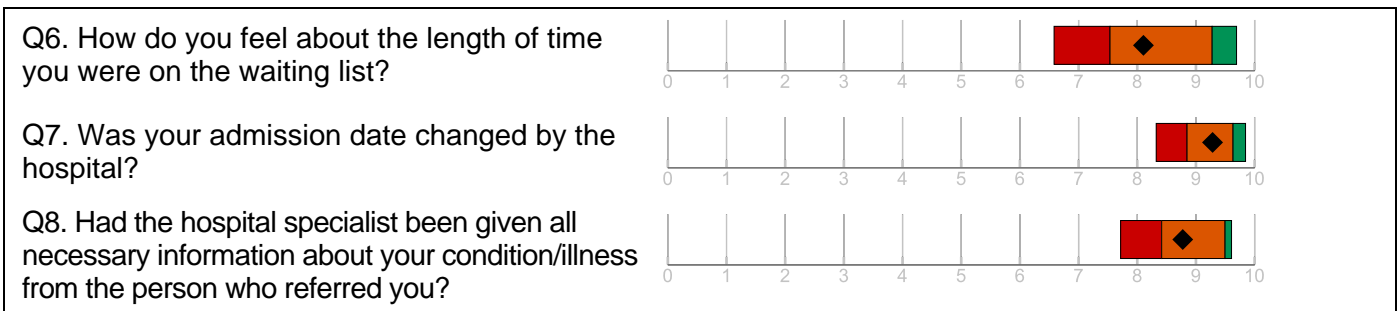 Q6. How do you feel about the length of time
you were on the waiting list?
0 1 2 3 4 5 6 7 8 9 10
Q7. Was your admission date changed by the
hospital?
0 1 2 3 4 5 6 7 8 9 10
Q8. Had the hospital specialist been given all
necessary information about your condition/illness
from the person who referred you?
0 1 2 3 4 5 6 7 8 9 10